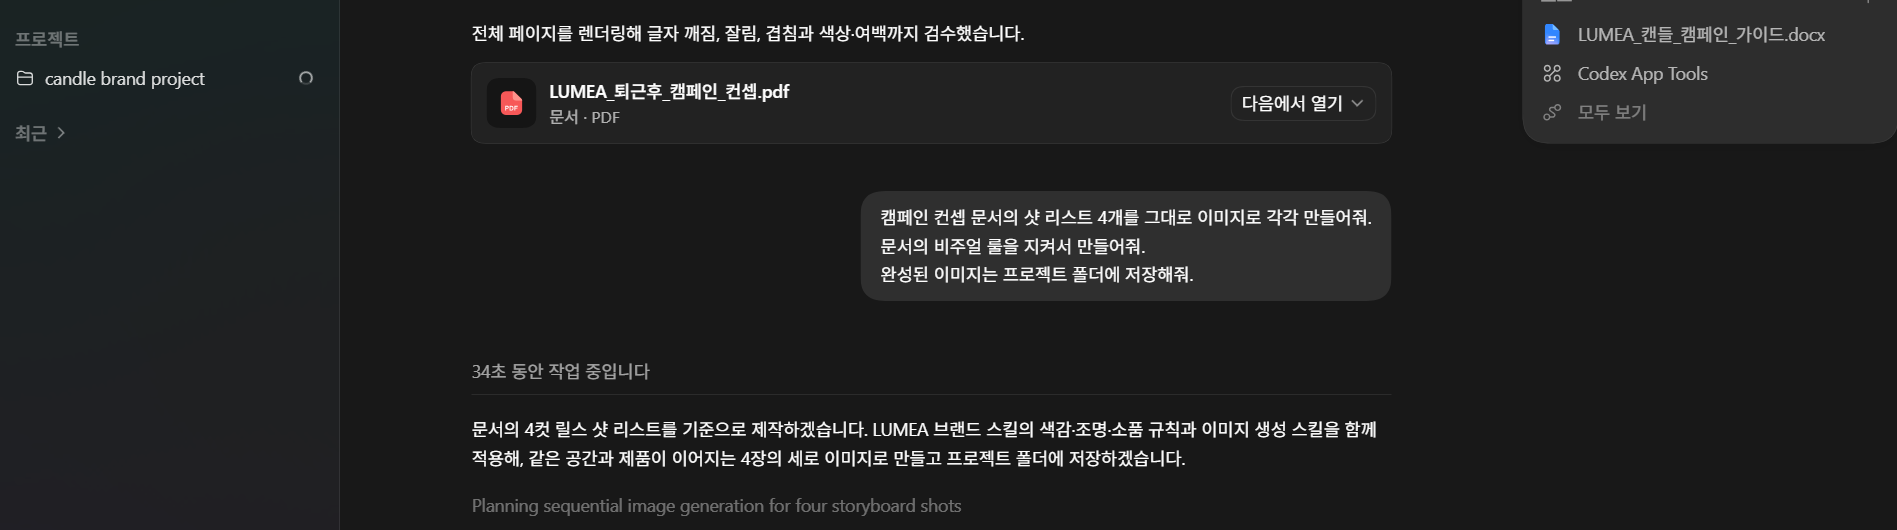 프로젝트
candle brand project
최근
전체 페이지를 렌더링해 글자 깨짐, 잘림, 겹침과 색상·여백까지 검수했습니다.
PDF
LUMEA_퇴근후_캠페인_컨셉.pdf
문서 · PDF
다음에서 열기
캠페인 컨셉 문서의 샷 리스트 4개를 그대로 이미지로 각각 만들어줘.
문서의 비주얼 룰을 지켜서 만들어줘.
완성된 이미지는 프로젝트 폴더에 저장해줘.
34초 동안 작업 중입니다
문서의 4컷 릴스 샷 리스트를 기준으로 제작하겠습니다. LUMEA 브랜드 스킬의 색감·조명·소품 규칙과 이미지 생성 스킬을 함께
적용해, 같은 공간과 제품이 이어지는 4장의 세로 이미지로 만들고 프로젝트 폴더에 저장하겠습니다.
Planning sequential image generation for four storyboard shots
LUMEA_캔들_캠페인_가이드.docx
Codex App Tools
모두 보기